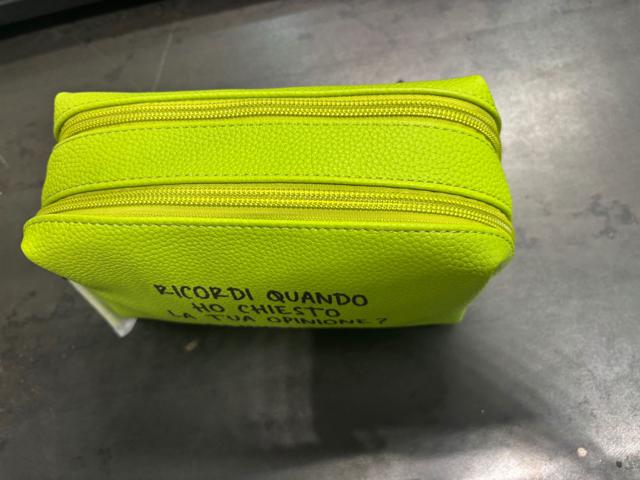 RICORDI QUANDO
HO CHIESTO
LA TUA OPINIONE?